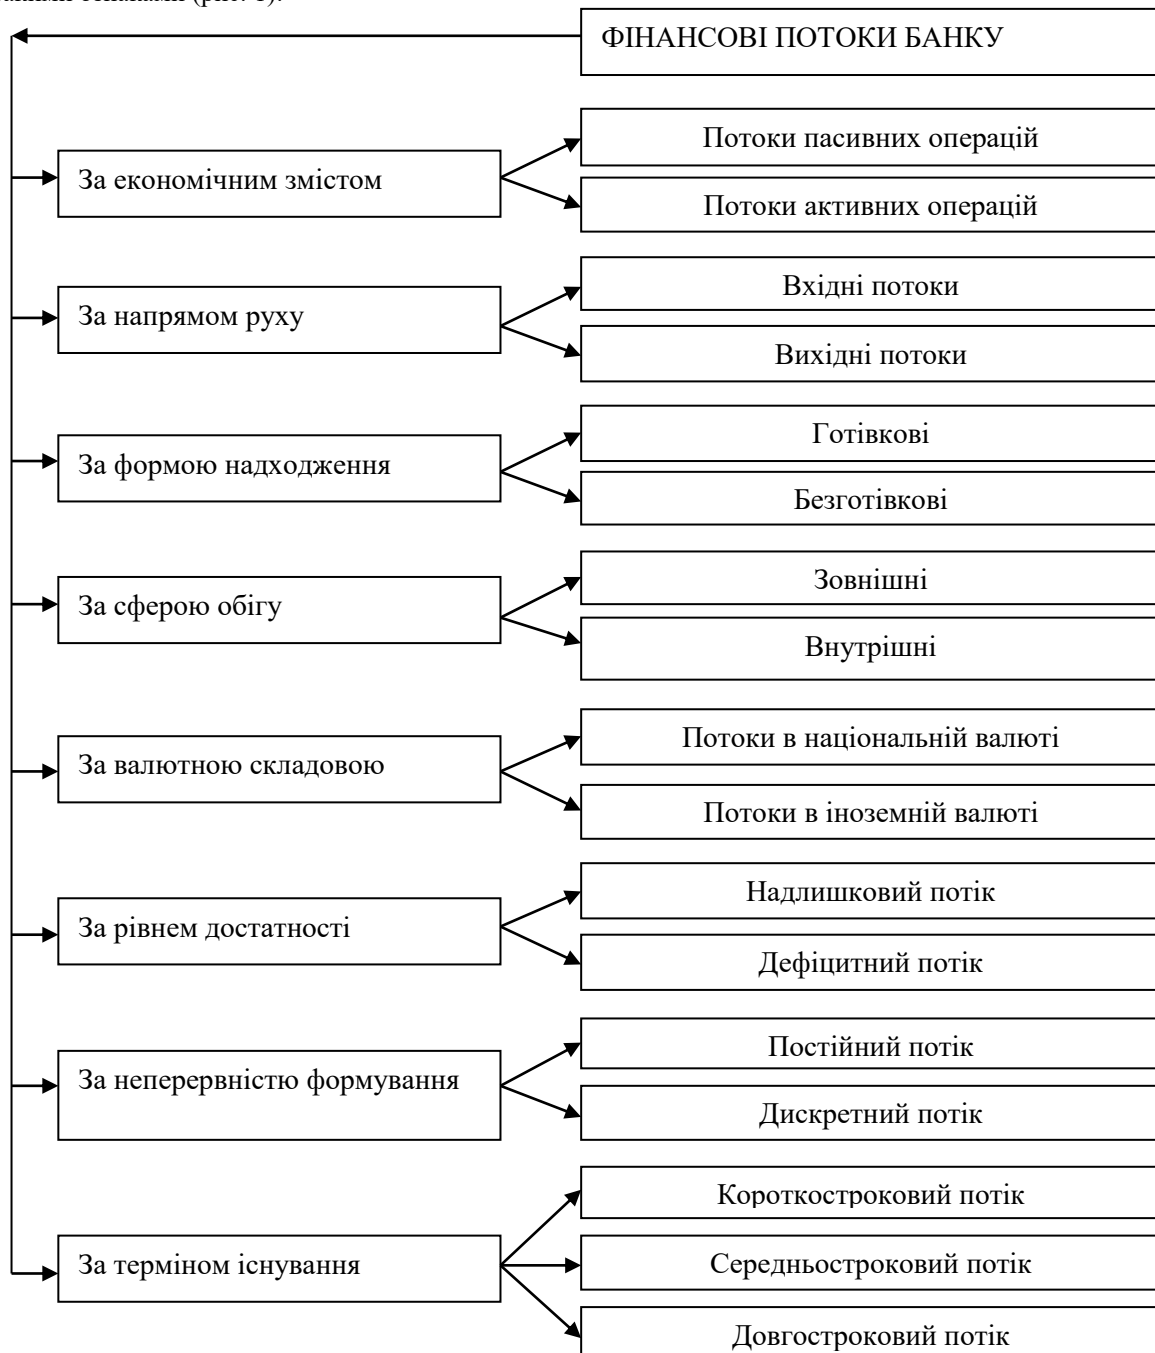 (рис. 1).
ФІНАНСОВІ ПОТОКИ БАНКУ
За економічним змістом
Потоки пасивних операцій
Потоки активних операцій
За напрямом руху
Вхідні потоки
Вихідні потоки
За формою надходження
Готівкові
Безготівкові
За сферою обігу
Зовнішні
Внутрішні
За валютною складовою
Потоки в національній валюті
Потоки в іноземній валюті
За рівнем достатності
Надлишковий потік
Дефіцитний потік
За неперервністю формування
Постійний потік
Дискретний потік
За терміном існування
Короткостроковий потік
Середньостроковий потік
Довгостроковий потік